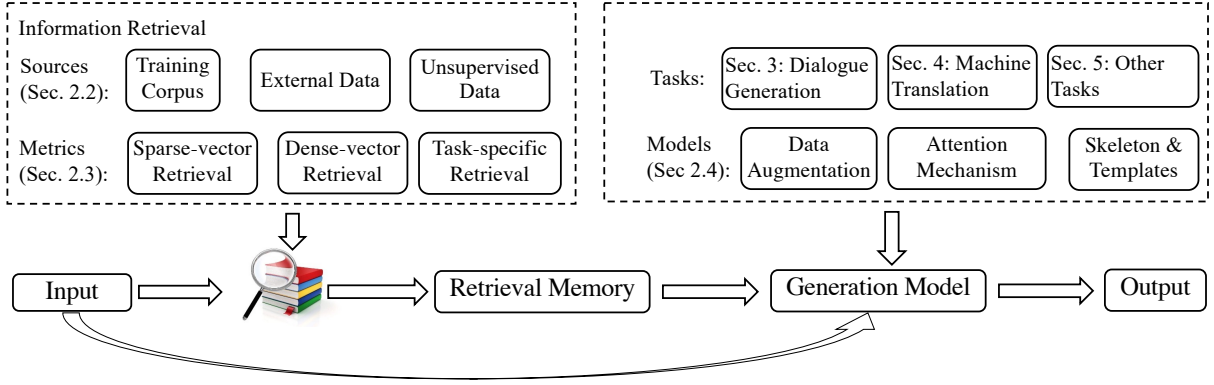 Information Retrieval
Sources
(Sec. 2.2):
Training
Corpus
External Data
Unsupervised
Data
Metrics
(Sec. 2.3):
Sparse-vector
Retrieval
Dense-vector
Retrieval
Task-specific
Retrieval
Tasks:
Sec. 3: Dialogue
Generation
Sec. 4: Machine
Translation
Sec. 5: Other
Tasks
Models
(Sec 2.4):
Data
Augmentation
Attention
Mechanism
Skeleton &
Templates
Input
Retrieval Memory
Generation Model
Output